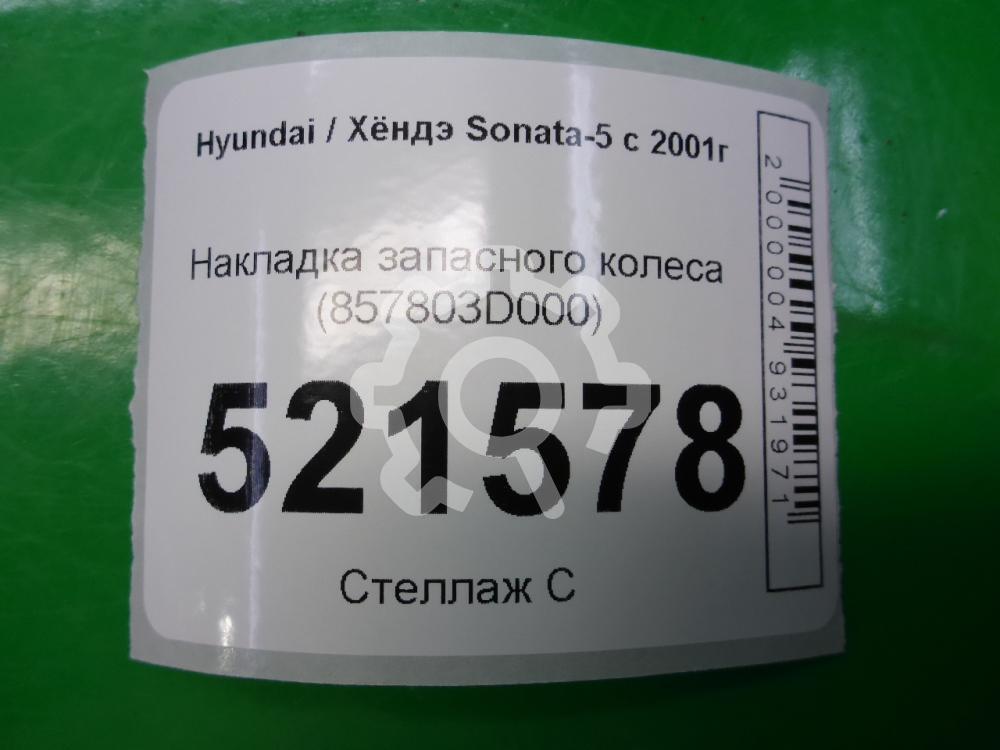 Hyundai / Хёндэ Sonata-5 с 2001г
Накладка запасного колеса
(857803D000)
521578
Стеллаж С
2000004931971